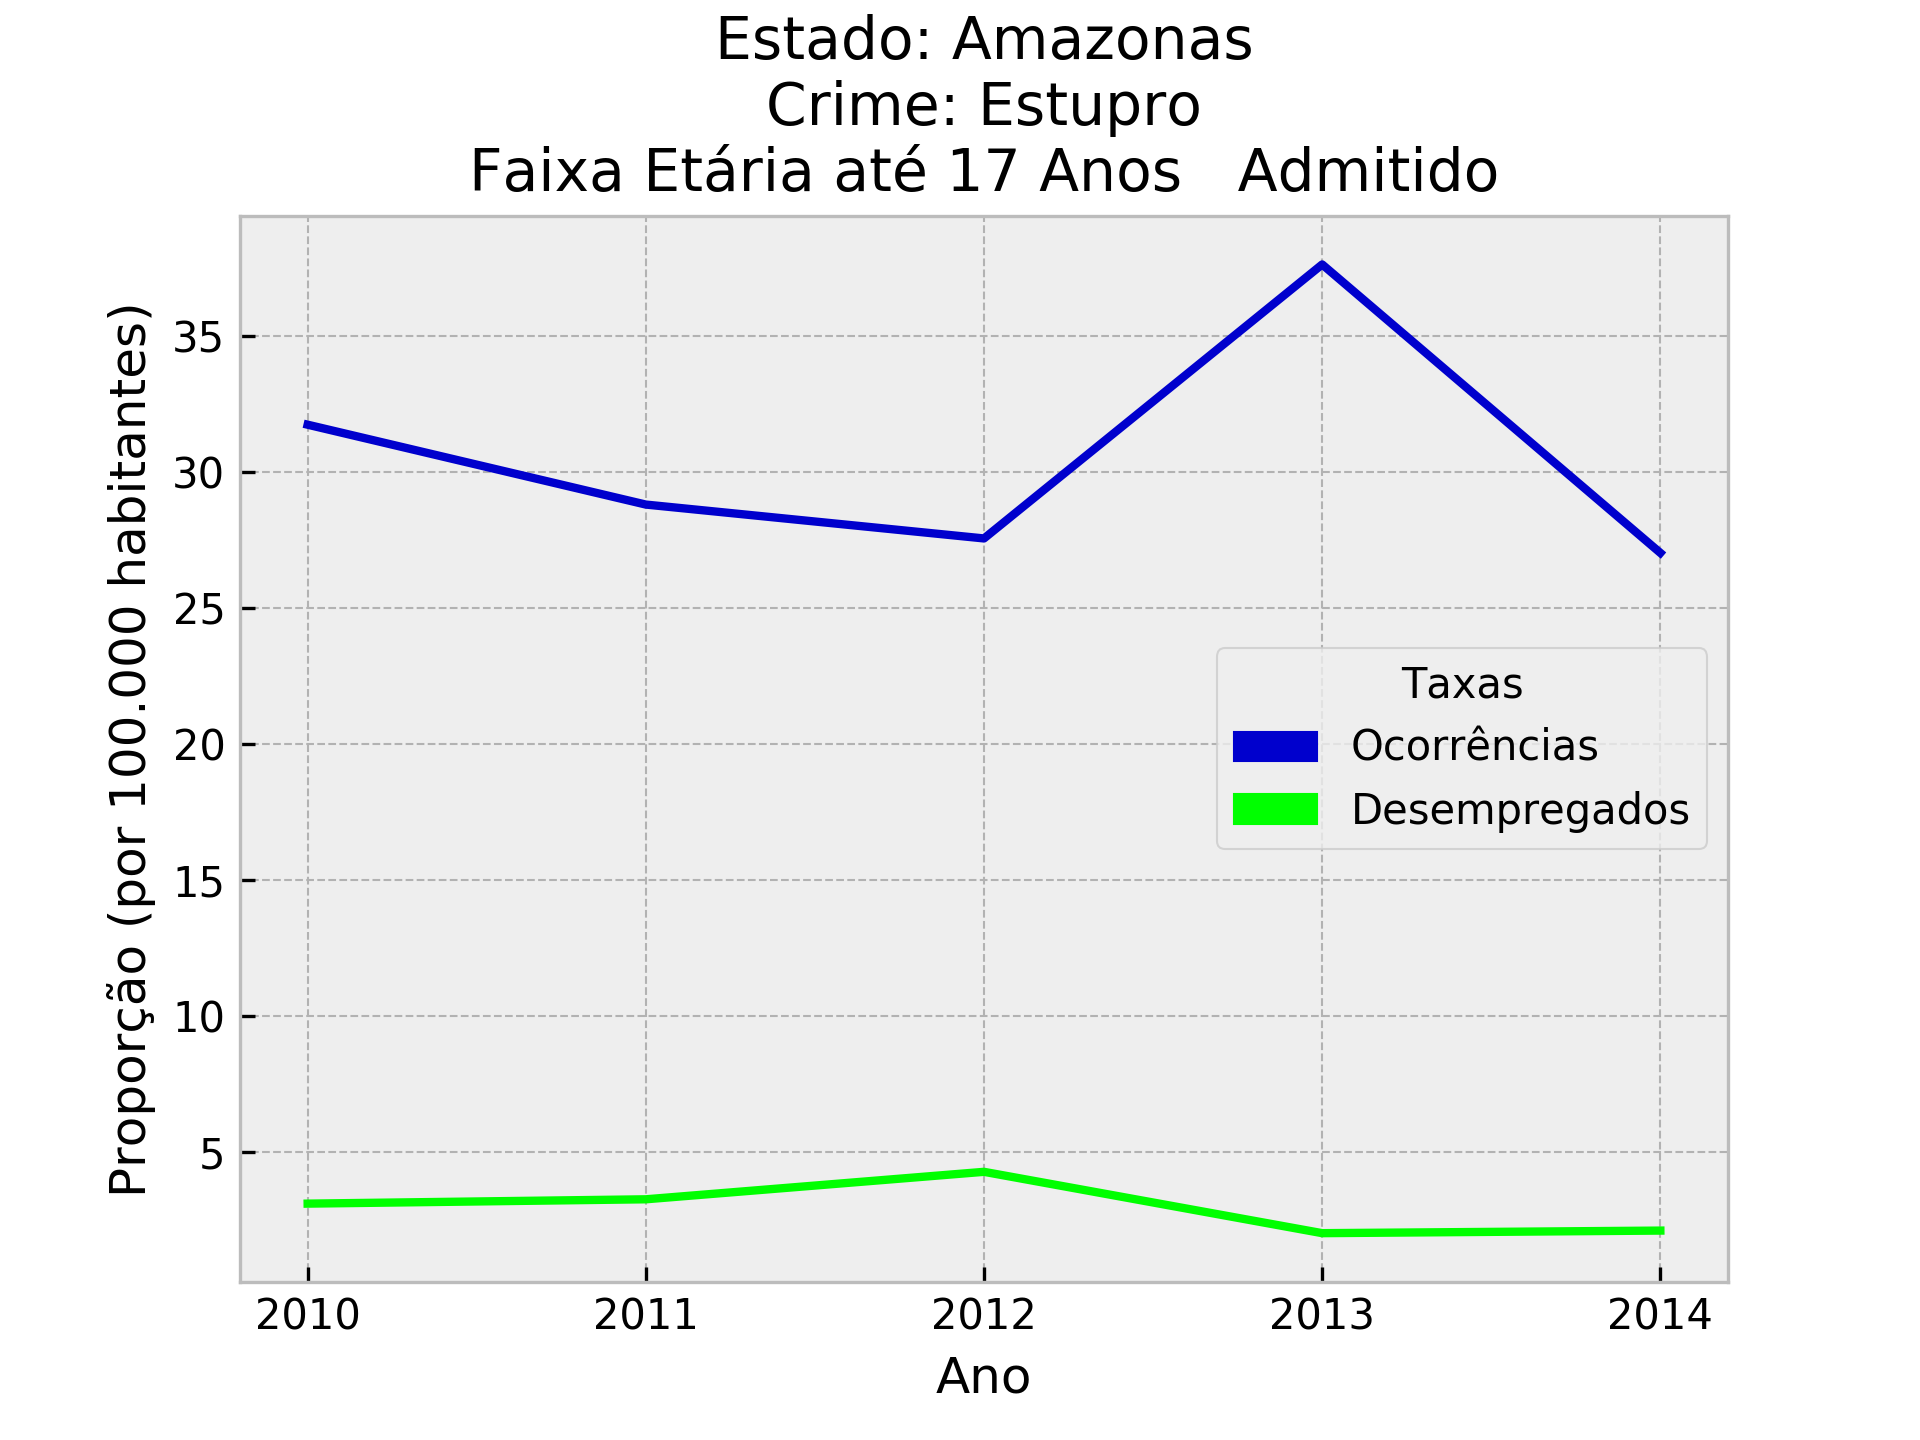 Estado: Amazonas
Crime: Estupro
Faixa Etária até 17 Anos   Admitido
Proporção (por 100.000 habitantes)
35
30
25
20
15
10
5
Taxas
Ocorrências
Desempregados
2010 2011 2012 2013 2014
Ano